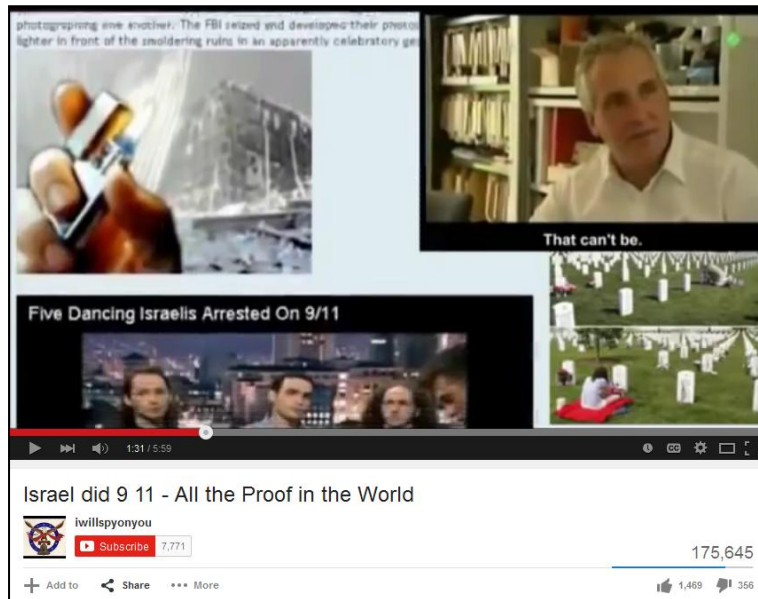 photographing one another. The FBI seized and developed their photos
lighter in front of the smoldering ruins in an apparently celebratory ges
That can't be.
Five Dancing Israelis Arrested On 9/11
1:31 / 5:59
CC
Israel did 9 11 - All the Proof in the World
iwillspyonyou
Subscribe 7,771
175,645
Add to Share More
1,469 356